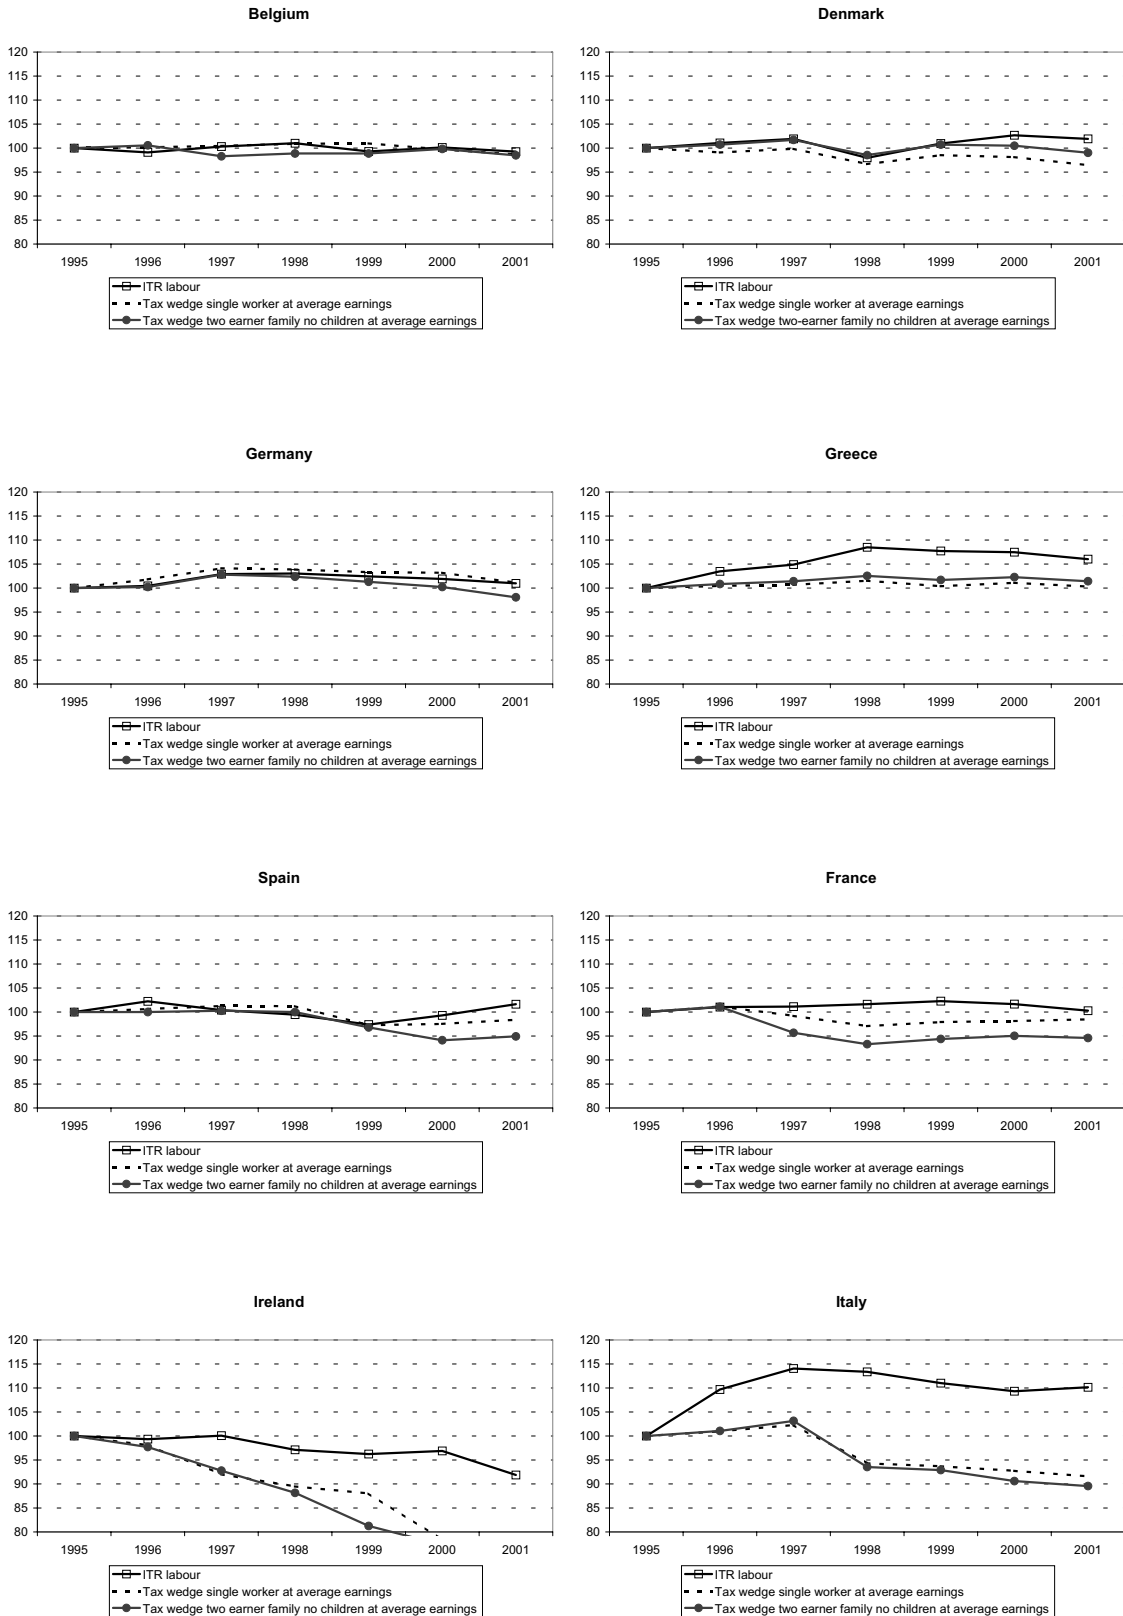 Belgium
120
115
110
105
100
95
90
85
80
1995 1996 1997 1998 1999 2000 2001
ITR labour
Tax wedge single worker at average earnings
Tax wedge two earner family no children at average earnings
Denmark
120
115
110
105
100
95
90
85
80
1995 1996 1997 1998 1999 2000 2001
ITR labour
Tax wedge single worker at average earnings
Tax wedge two-earner family no children at average earnings
Germany
120
115
110
105
100
95
90
85
80
1995 1996 1997 1998 1999 2000 2001
ITR labour
Tax wedge single worker at average earnings
Tax wedge two earner family no children at average earnings
Greece
120
115
110
105
100
95
90
85
80
1995 1996 1997 1998 1999 2000 2001
ITR labour
Tax wedge single worker at average earnings
Tax wedge two earner family no children at average earnings
Spain
120
115
110
105
100
95
90
85
80
1995 1996 1997 1998 1999 2000 2001
ITR labour
Tax wedge single worker at average earnings
Tax wedge two earner family no children at average earnings
France
120
115
110
105
100
95
90
85
80
1995 1996 1997 1998 1999 2000 2001
ITR labour
Tax wedge single worker at average earnings
Tax wedge two earner family no children at average earnings
Ireland
120
115
110
105
100
95
90
85
80
1995 1996 1997 1998 1999 2000 2001
ITR labour
Tax wedge single worker at average earnings
Tax wedge two earner family no children at average earnings
Italy
120
115
110
105
100
95
90
85
80
1995 1996 1997 1998 1999 2000 2001
ITR labour
Tax wedge single worker at average earnings
Tax wedge two earner family no children at average earnings